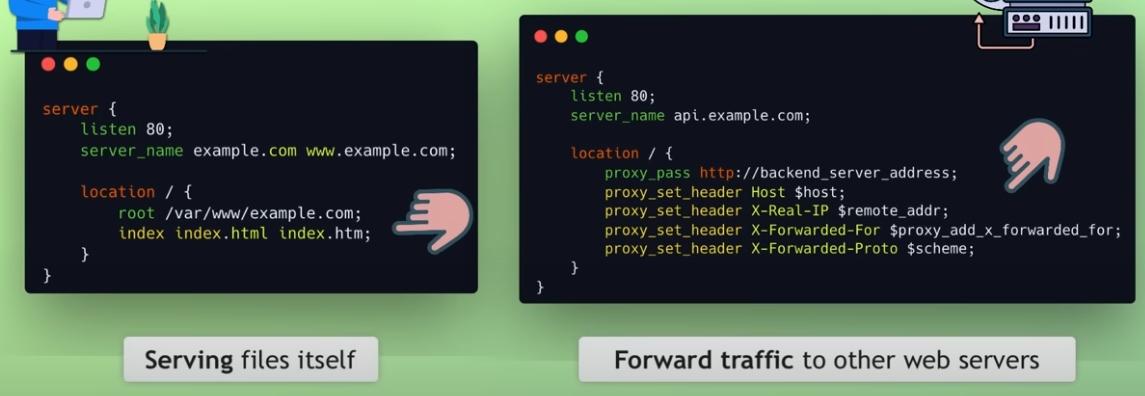 server {
listen 80;
server_name example.com www.example.com;
location / {
root /var/www/example.com;
index index.html index.htm;
}
}
Serving files itself
server {
listen 80;
server_name api.example.com;
location / {
proxy_pass http://backend_server_address;
proxy_set_header Host $host;
proxy_set_header X-Real-IP $remote_addr;
proxy_set_header X-Forwarded-For $proxy_add_x_forwarded_for;
proxy_set_header X-Forwarded-Proto $scheme;
}
}
Forward traffic to other web servers